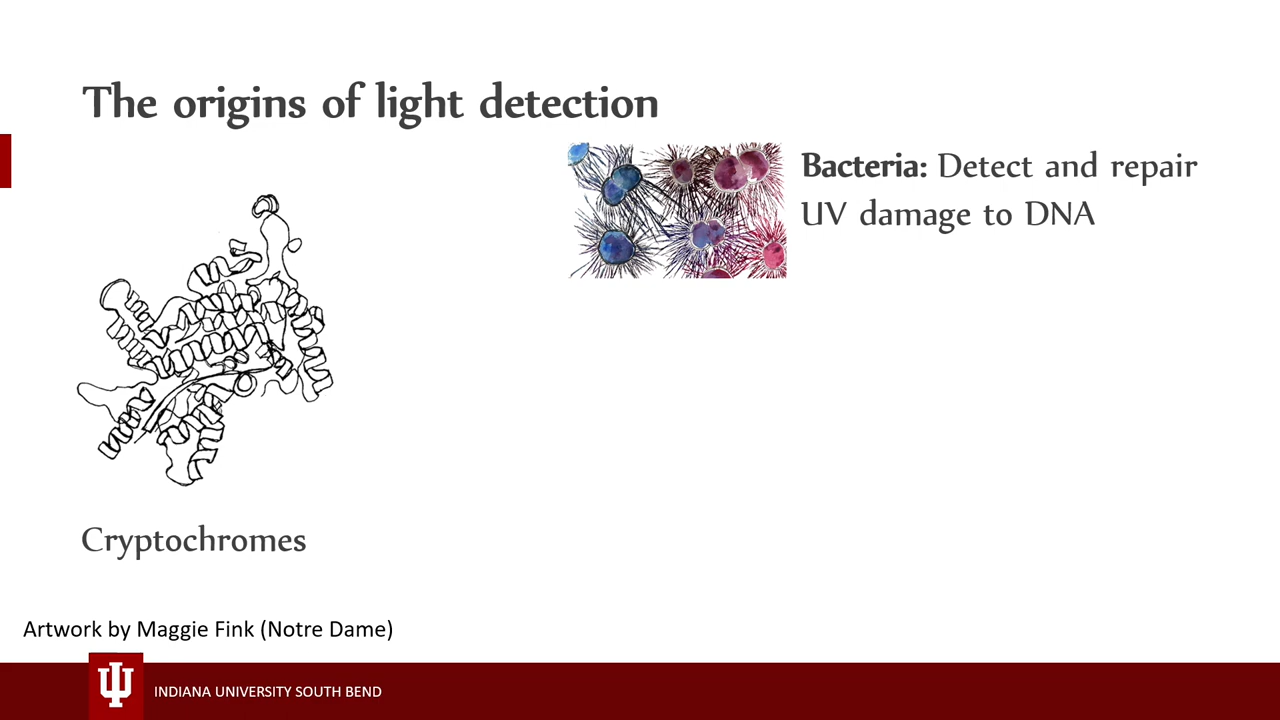 The origins of light detection
Bacteria: Detect and repair
UV damage to DNA
Cryptochromes
Artwork by Maggie Fink (Notre Dame)
INDIANA UNIVERSITY SOUTH BEND